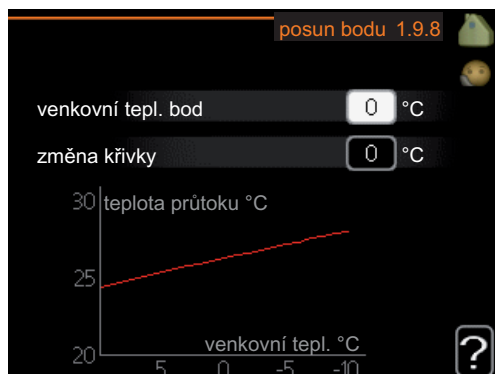 posun bodu 1.9.8
venkovní tepl. bod 0 °C
změna křivky 0 °C
30 teplota průtoku °C
25
venkovní tepl. °C
20
5 0 -5 -10
?